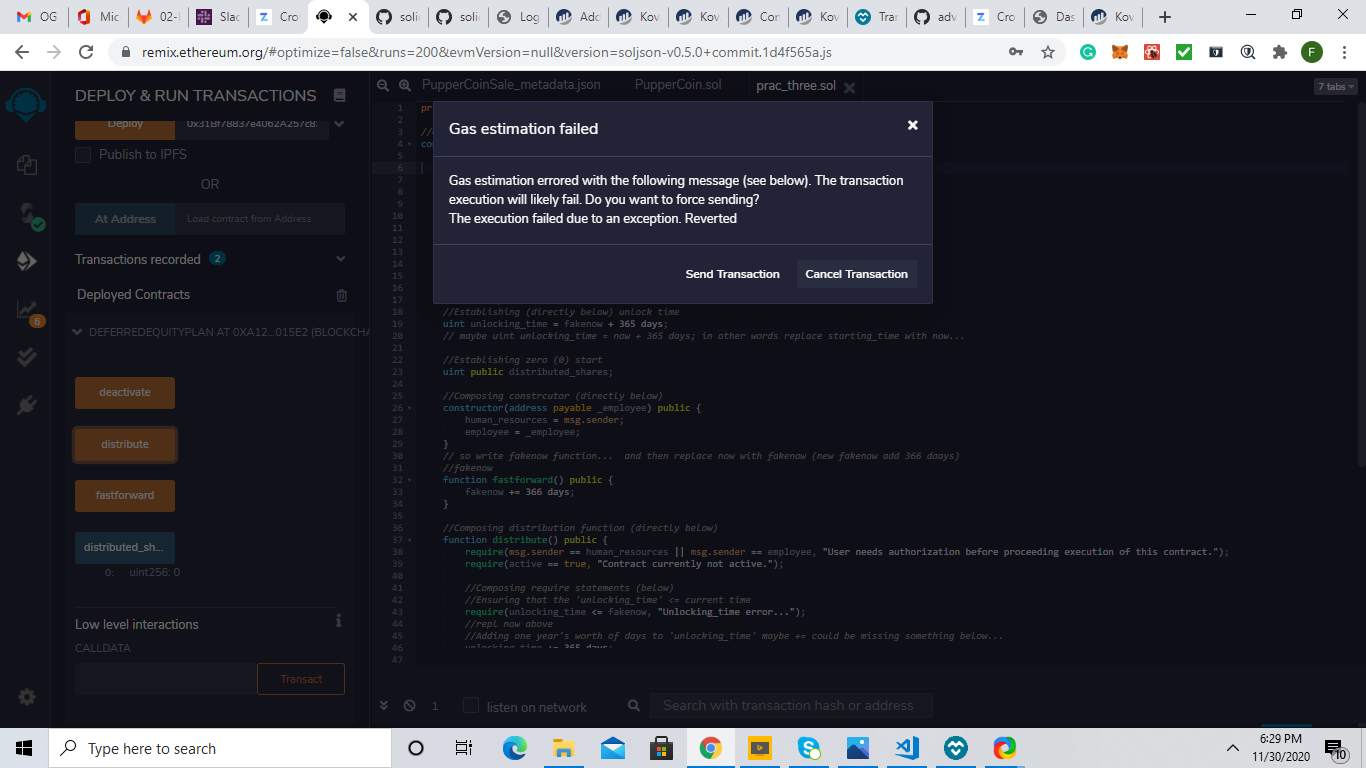 OG
Mic
02-
Slac
Cro
solic
solic
Log
Adc
Kov
Kov
Con
Kov
Trar
adv
Cro
Das
Kov
remix.ethereum.org/#optimize=false&runs=200&evmVersion=null&version=soljson-v0.5.0+commit.1d4f565a.js
F
DEPLOY & RUN TRANSACTIONS
PupperCoinSale_metadata.json
PupperCoin.sol
prac_three.sol
7 tabs
Deploy
Publish to IPFS
OR
At Address
Load contract from Address
Transactions recorded 2
Deployed Contracts
6
DEFERREDEQUITYPLAN AT 0XA12...015E2 (BLOCKCHA
deactivate
distribute
fastforward
distributed_sh...
0: uint256: 0
Low level interactions
CALLDATA
Transact
Gas estimation failed
Gas estimation errored with the following message (see below). The transaction
execution will likely fail. Do you want to force sending?
The execution failed due to an exception. Reverted
Send Transaction
Cancel Transaction
1 pr
2
3 //
4 co
5
6
7
8
9
10
11
12
13
14
15
16
17
18 //Establishing (directly below) unlock time
19 uint unlocking_time = fakenow + 365 days;
20 // maybe uint unlocking_time = now + 365 days; in other words replace starting_time with now...
21
22 //Establishing zero (0) start
23 uint public distributed_shares;
24
25 //Composing constrcutor (directly below)
26 constructor(address payable _employee) public {
27 human_resources = msg.sender;
28 employee = _employee;
29 }
30 // so write fakenow function... and then replace now with fakenow (new fakenow add 366 daays)
31 //fakenow
32 function fastforward() public {
33 fakenow += 366 days;
34 }
35
36 //Composing distribution function (directly below)
37 function distribute() public {
38 require(msg.sender == human_resources || msg.sender == employee, "User needs authorization before proceeding execution of this contract.");
39 require(active == true, "Contract currently not active.");
40
41 //Composing require statements (below)
42 //Ensuring that the 'unlocking_time' <= current time
43 require(unlocking_time <= fakenow, "Unlocking_time error...");
44 //repl now above
45 //Adding one year's worth of days to 'unlocking_time' maybe += could be missing something below...
46 unlocking_time += 365 days;
47
1
listen on network
Search with transaction hash or address
Type here to search
6:29 PM
11/30/2020
10